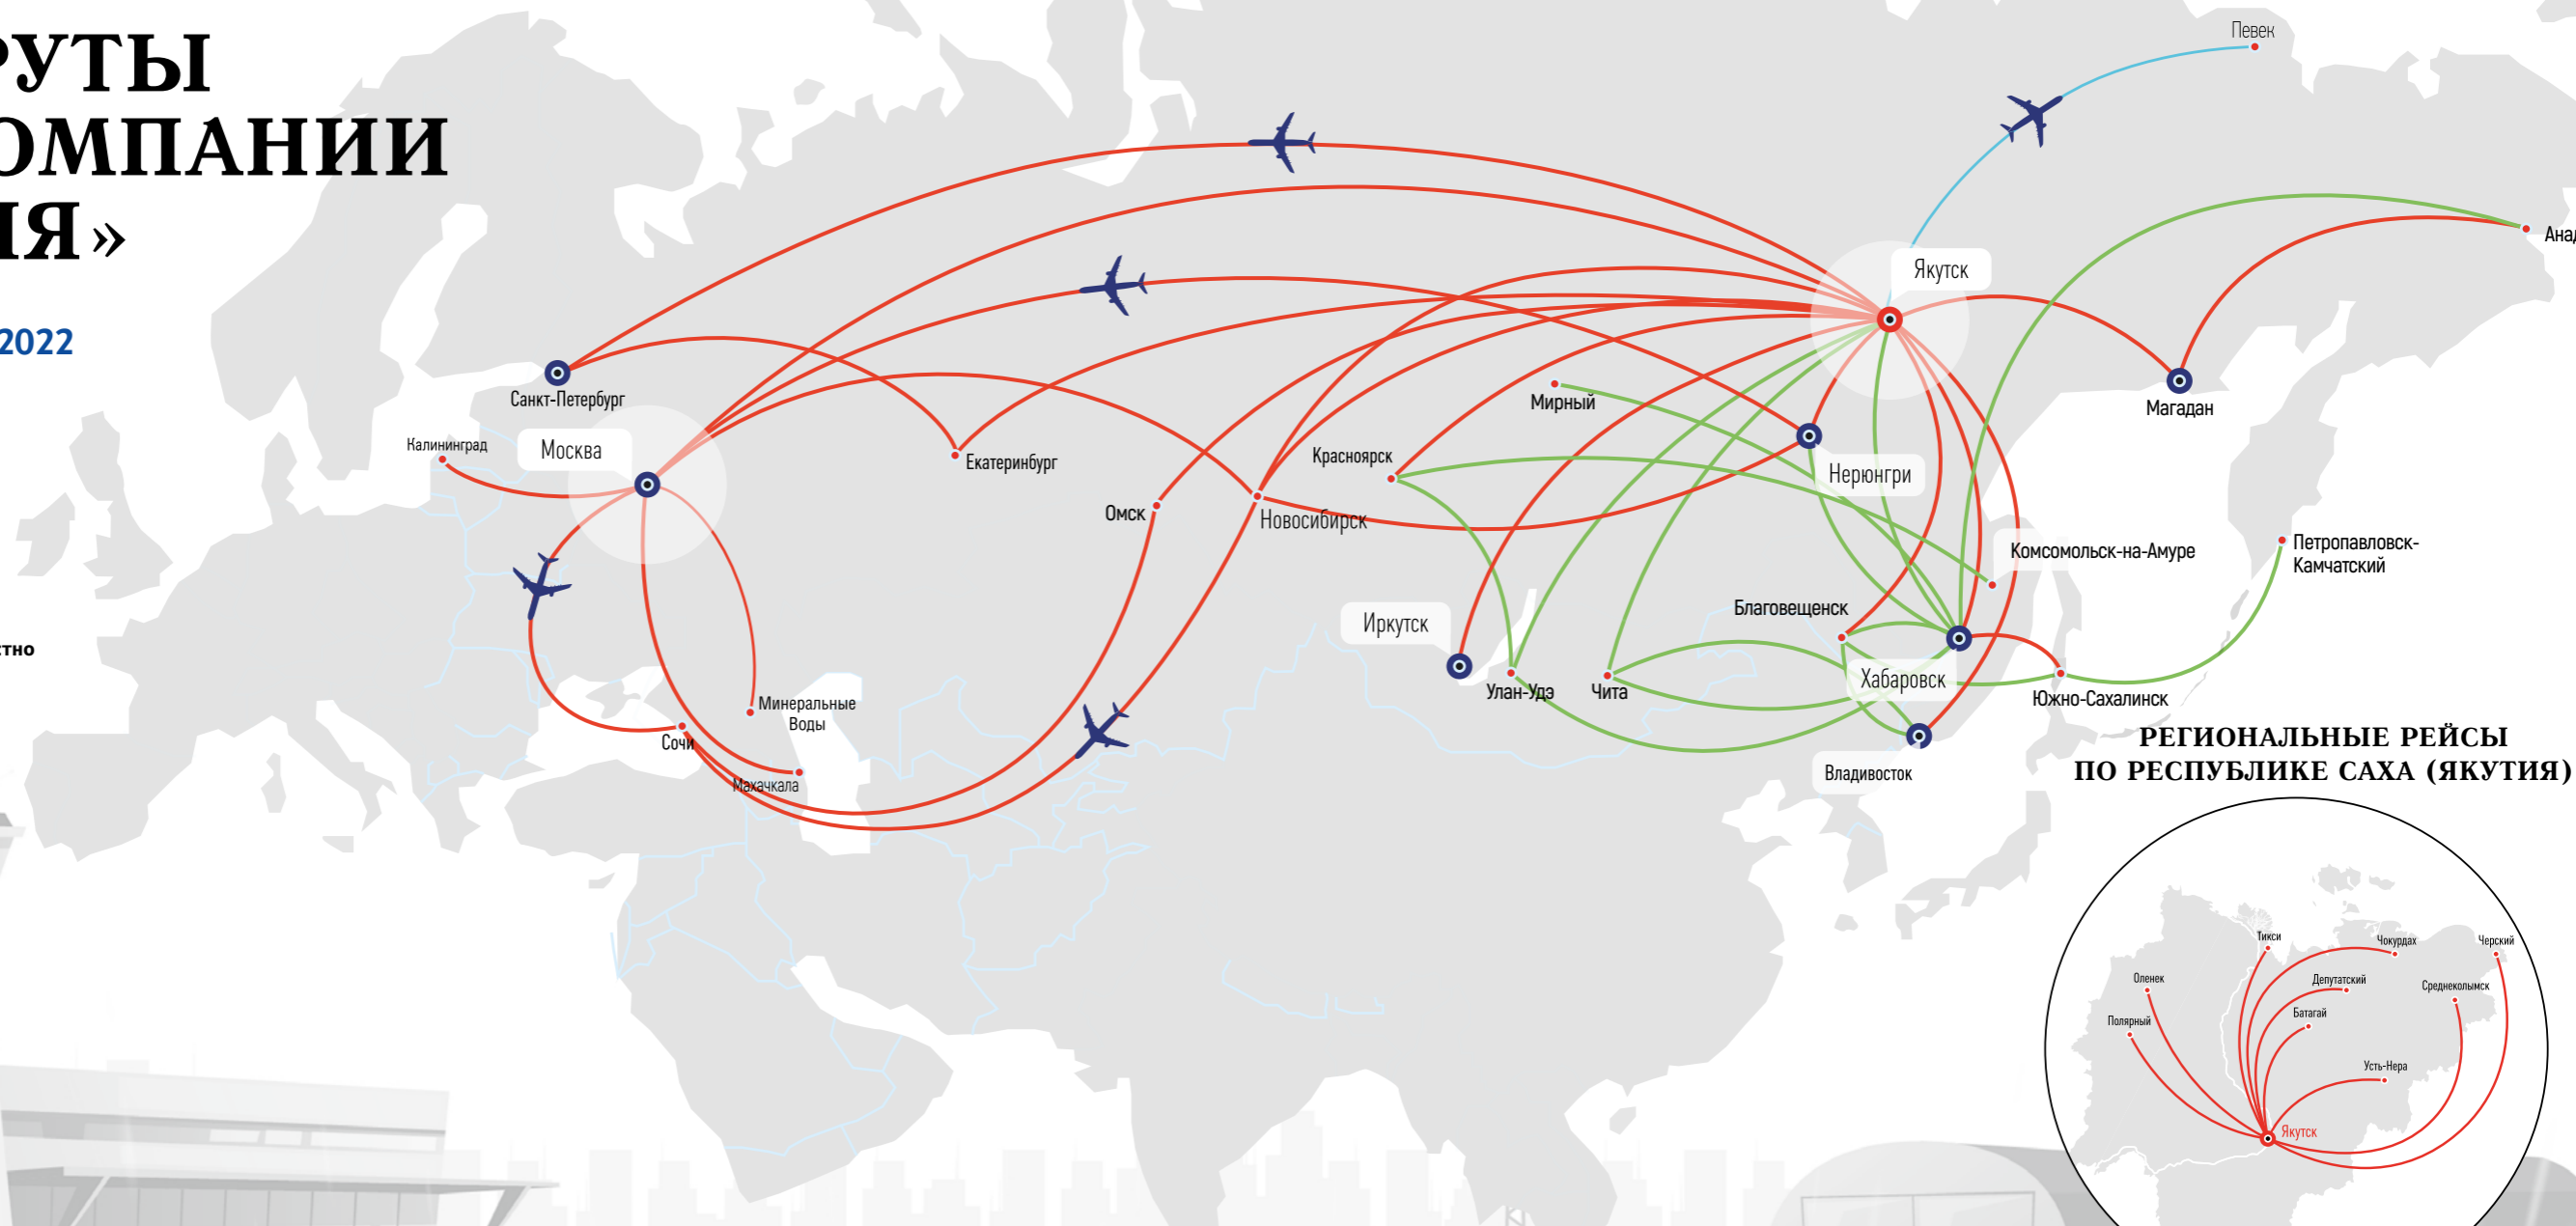 РУТЫ
ОМПАНИИ
ИЯ»
2022
стно
Певек
Якутск
Анад
Санкт-Петербург
Магадан
Мирный
Калининград
Москва
Екатеринбург
Красноярск
Нерюнгри
Омск
Новосибирск
Комсомольск-на-Амуре
Петропавловск-
Камчатский
Благовещенск
Иркутск
Хабаровск
Улан-Удэ
Чита
Южно-Сахалинск
Минеральные
Воды
Сочи
Махачкала
Владивосток
РЕГИОНАЛЬНЫЕ РЕЙСЫ
ПО РЕСПУБЛИКЕ САХА (ЯКУТИЯ)
Тикси
Чокурдах
Черский
Оленек
Депутатский
Среднеколымск
Полярный
Батагай
Усть-Нера
Якутск